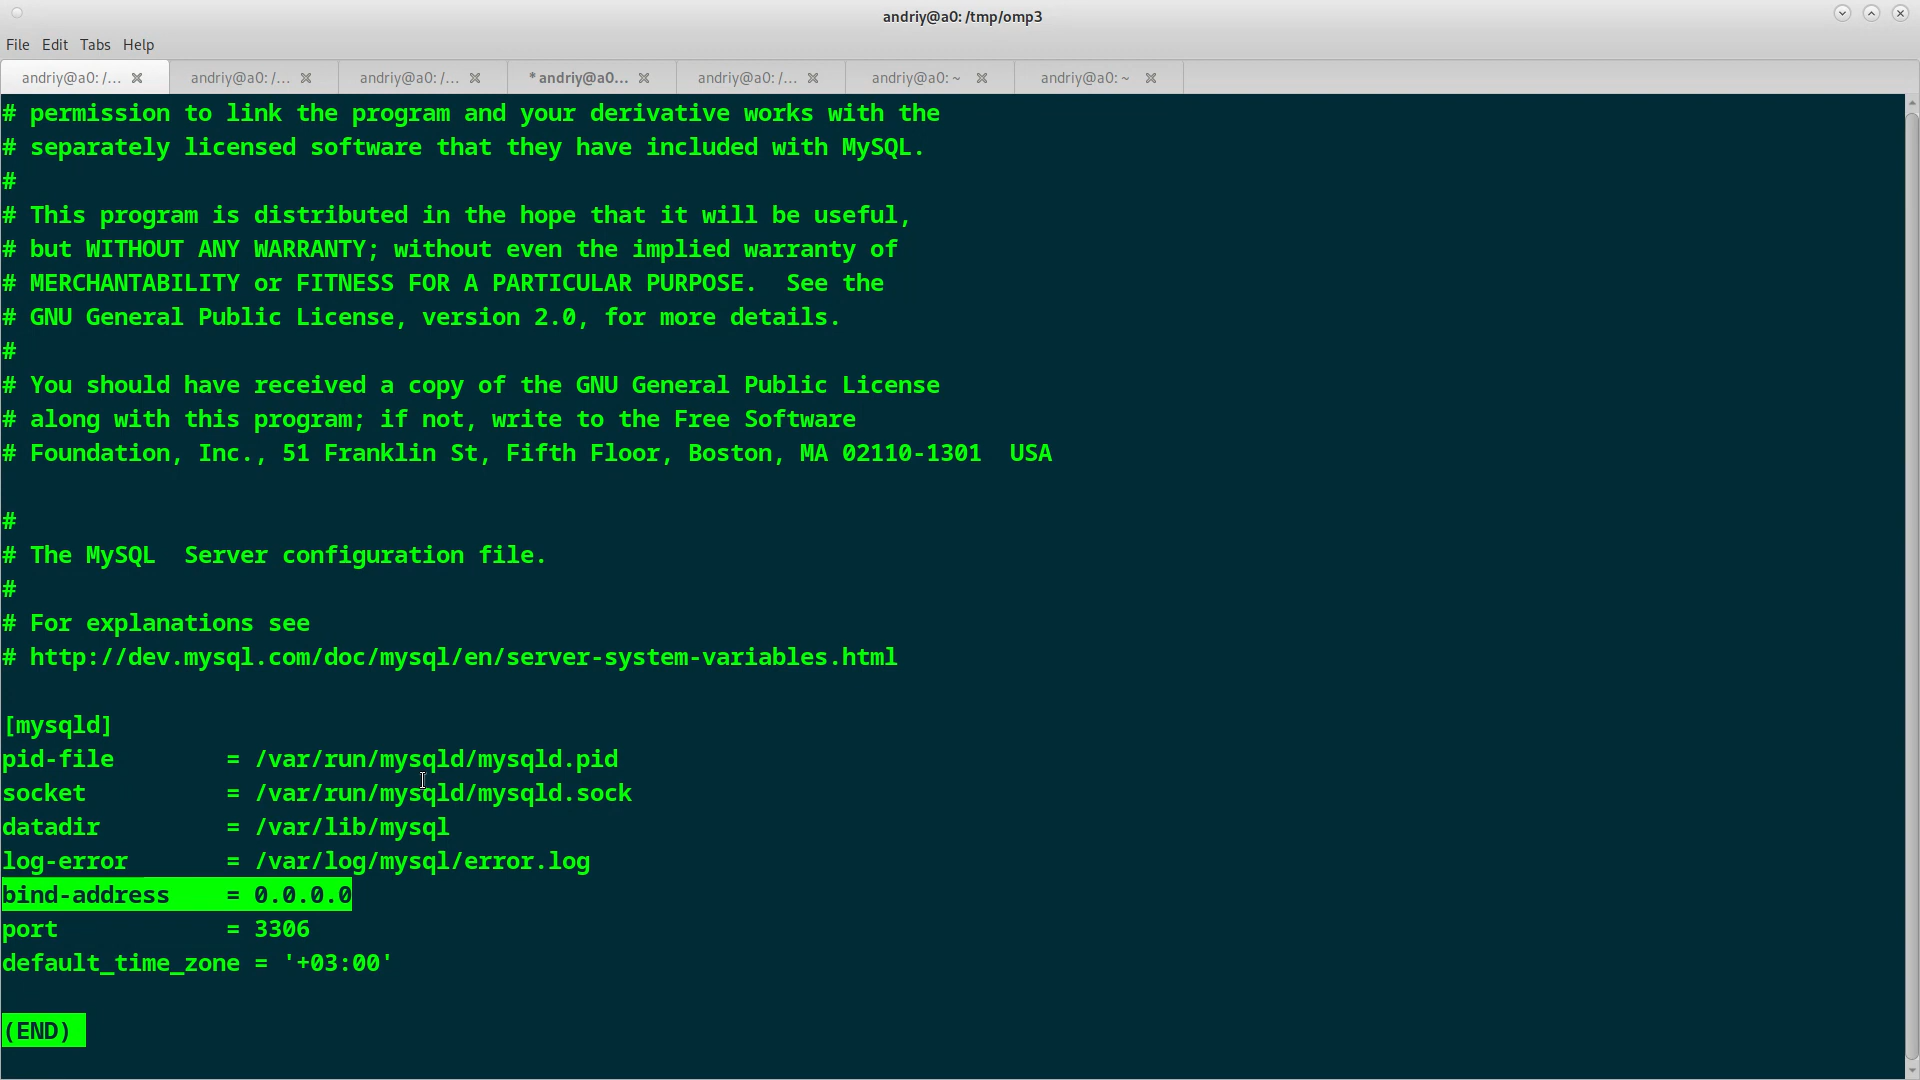 andriy@a0: /tmp/omp3
File Edit Tabs Help
andriy@a0: /... andriy@a0: /... andriy@a0: /... * andriy@a0... andriy@a0: /... andriy@a0: ~ andriy@a0: ~
# permission to link the program and your derivative works with the
# separately licensed software that they have included with MySQL.
#
# This program is distributed in the hope that it will be useful,
# but WITHOUT ANY WARRANTY; without even the implied warranty of
# MERCHANTABILITY or FITNESS FOR A PARTICULAR PURPOSE.  See the
# GNU General Public License, version 2.0, for more details.
#
# You should have received a copy of the GNU General Public License
# along with this program; if not, write to the Free Software
# Foundation, Inc., 51 Franklin St, Fifth Floor, Boston, MA 02110-1301  USA
#
# The MySQL  Server configuration file.
#
# For explanations see
# http://dev.mysql.com/doc/mysql/en/server-system-variables.html
[mysqld]
pid-file        = /var/run/mysqld/mysqld.pid
socket          = /var/run/mysqld/mysqld.sock
datadir         = /var/lib/mysql
log-error       = /var/log/mysql/error.log
bind-address    = 0.0.0.0
port            = 3306
default_time_zone = '+03:00'
(END)